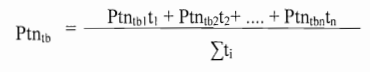 Ptntb = Ptntb1t1 + Ptntb2t2+ .... + Ptntbntn
∑ti